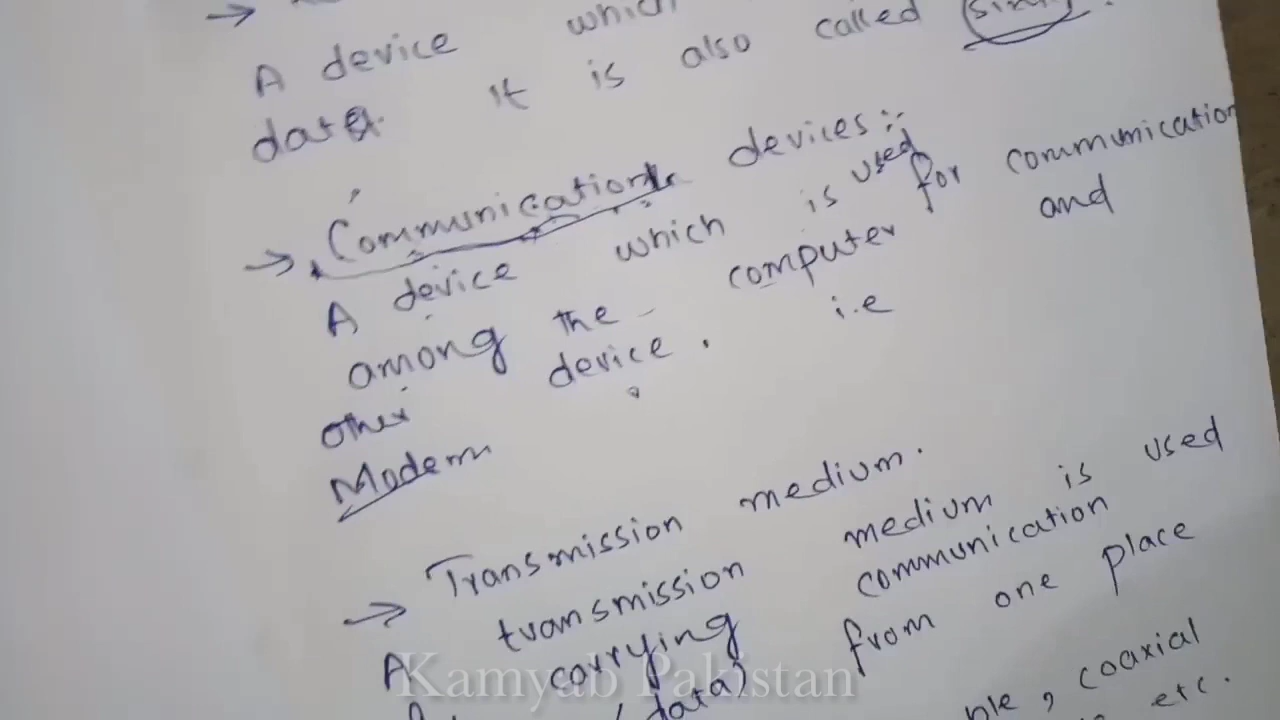 →
A device which
data. It is also called
→ Communication devices:-
A device which is used for communication
among the computer and
other device. i.e
Modem
→ Transmission medium.
A transmission medium is used
carrying communication
(data) from one place
, coaxial
etc.
Kamyab Pakistan